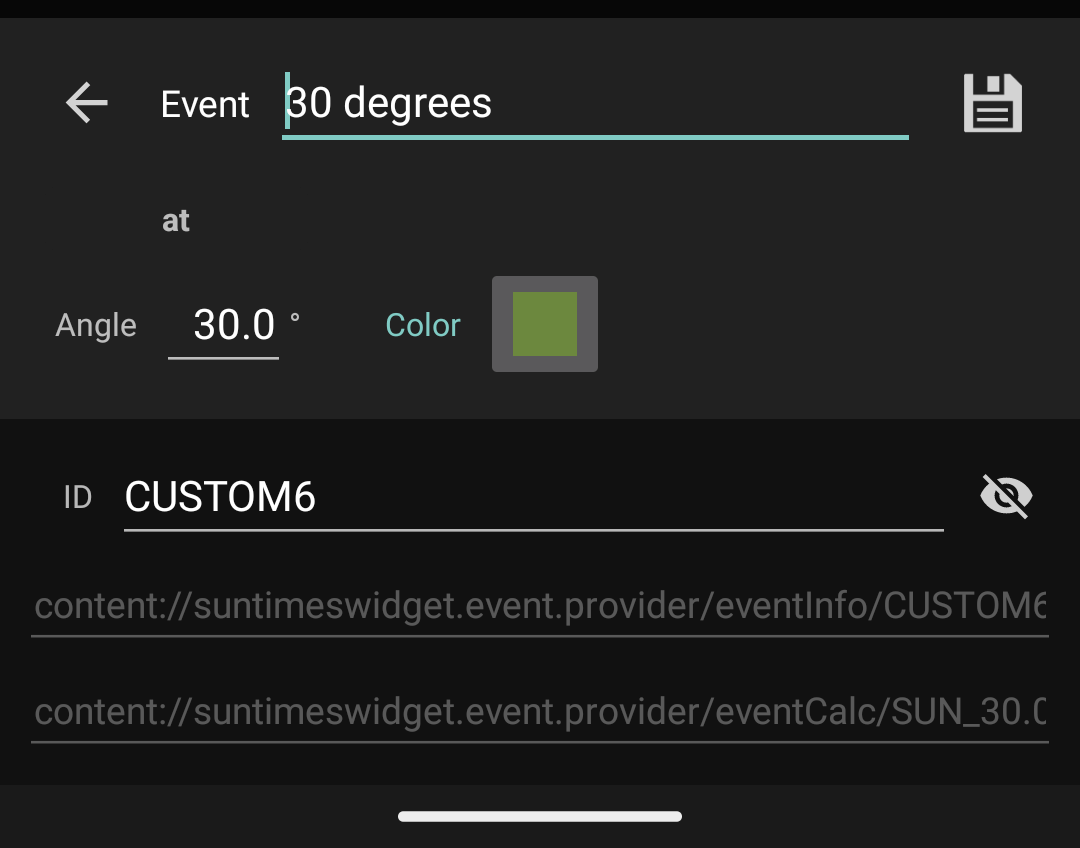 Event 30 degrees
at
Angle 30.0 ° Color
ID CUSTOM6
content://suntimeswidget.event.provider/eventInfo/CUSTOM6
content://suntimeswidget.event.provider/eventCalc/SUN_30.0